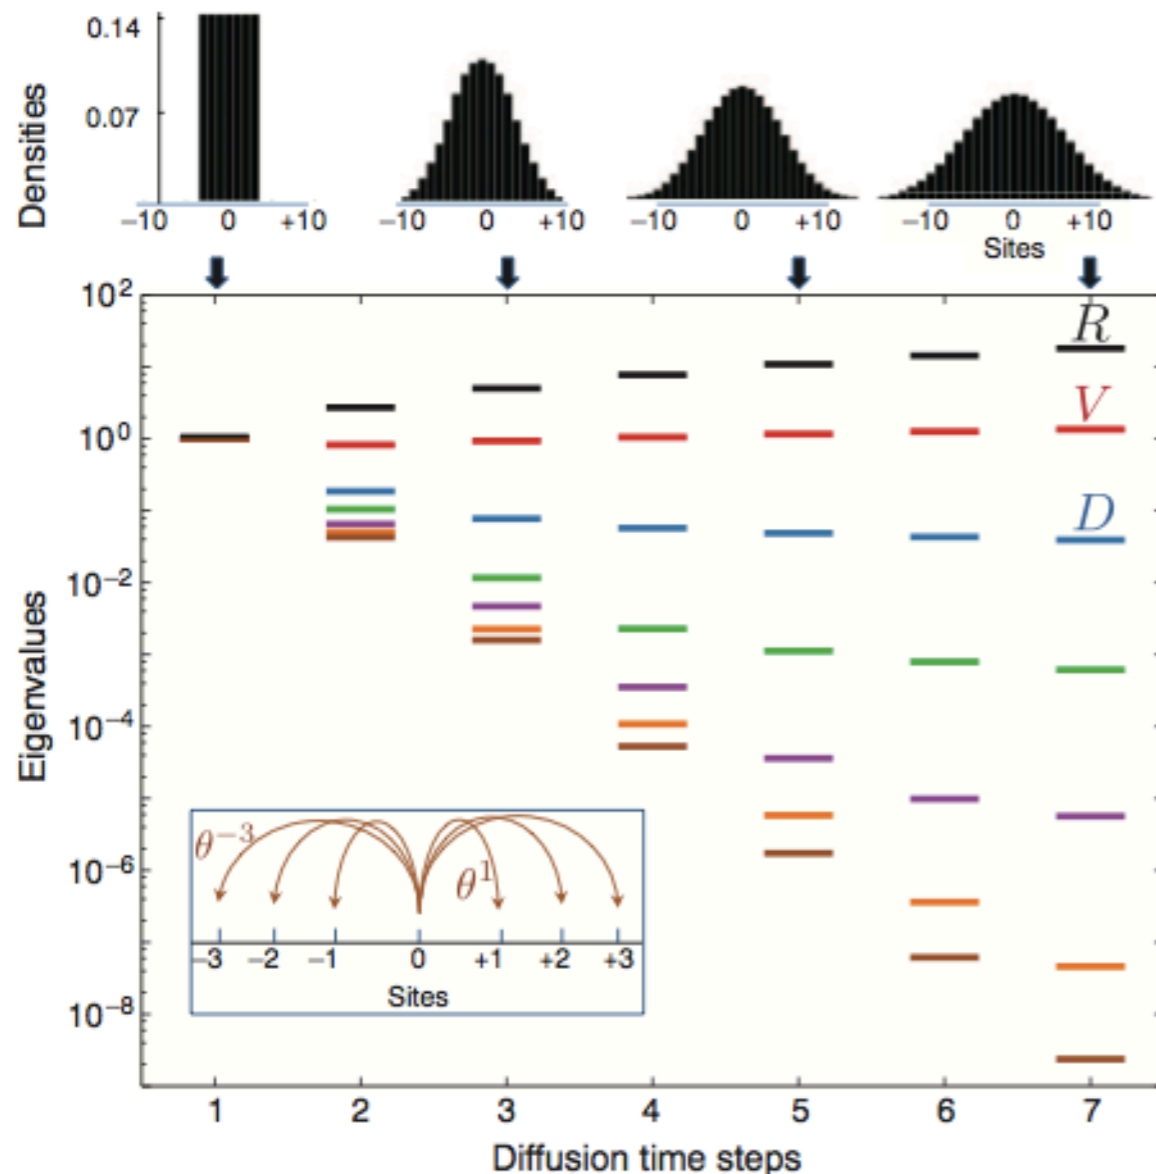 Densities
0.14
0.07
−10 0 +10
−10 0 +10
−10 0 +10
−10 0 +10
Sites
10²
10⁰
10⁻²
10⁻⁴
10⁻⁶
10⁻⁸
Eigenvalues
R
V
D
θ⁻³
θ¹
−3 −2 −1 0 +1 +2 +3
Sites
1 2 3 4 5 6 7
Diffusion time steps